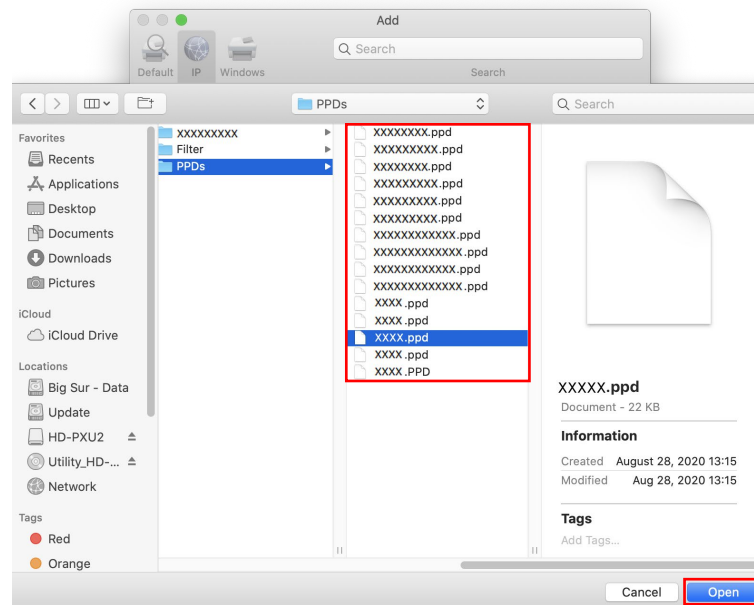 Add
Search
Default IP Windows Search
PPDs
Search
Favorites
Recents
Applications
Desktop
Documents
Downloads
Pictures
iCloud
iCloud Drive
Locations
Big Sur - Data
Update
HD-PXU2
Utility_HD-...
Network
Tags
Red
Orange
XXXXXXXXX
Filter
PPDs
XXXXXXXX.ppd
XXXXXXXXX.ppd
XXXXXXXX.ppd
XXXXXXXXX.ppd
XXXXXXXXX.ppd
XXXXXXXXX.ppd
XXXXXXXXXXXX.ppd
XXXXXXXXXXXXX.ppd
XXXXXXXXXXXX.ppd
XXXXXXXXXXXXX.ppd
XXXX.ppd
XXXX.ppd
XXXX.ppd
XXXX.ppd
XXXX.PPD
XXXXX.ppd
Document - 22 KB
Information
Created August 28, 2020 13:15
Modified Aug 28, 2020 13:15
Tags
Add Tags...
Cancel Open